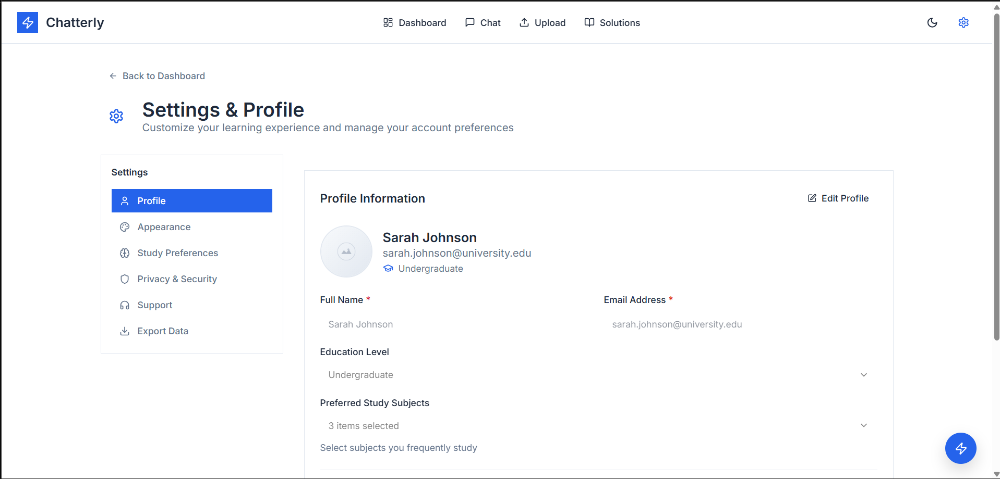 Chatterly
Dashboard
Chat
Upload
Solutions
Back to Dashboard
Settings & Profile
Customize your learning experience and manage your account preferences
Settings
Profile
Appearance
Study Preferences
Privacy & Security
Support
Export Data
Profile Information
Edit Profile
Sarah Johnson
sarah.johnson@university.edu
Undergraduate
Full Name *
Sarah Johnson
Email Address *
sarah.johnson@university.edu
Education Level
Undergraduate
Preferred Study Subjects
3 items selected
Select subjects you frequently study